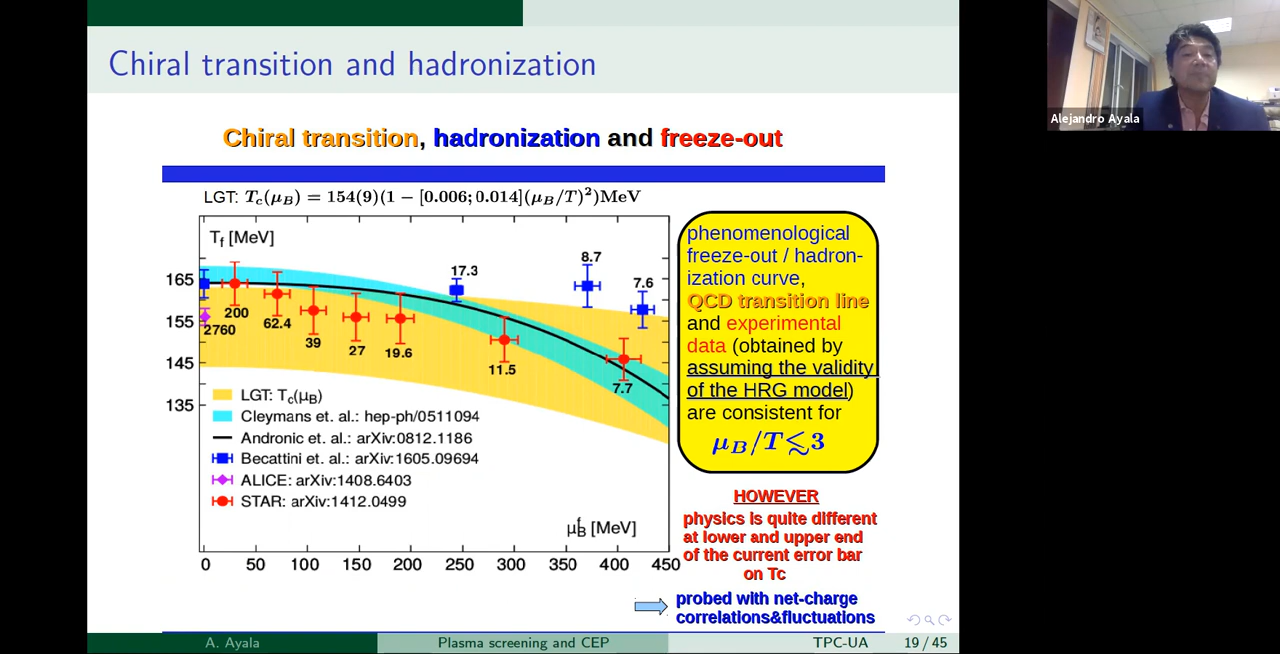 Chiral transition and hadronization
Alejandro Ayala
Chiral transition, hadronization and freeze-out
LGT: T_c(μ_B) = 154(9)(1 − [0.006; 0.014](μ_B/T)²)MeV
T_f [MeV]
165
155
145
135
2760
200
62.4
39
27
19.6
17.3
11.5
8.7
7.6
7.7
LGT: T_c(μ_B)
Cleymans et. al.: hep-ph/0511094
Andronic et. al.: arXiv:0812.1186
Becattini et. al.: arXiv:1605.09694
ALICE: arXiv:1408.6403
STAR: arXiv:1412.0499
μ_B^f [MeV]
0 50 100 150 200 250 300 350 400 450
phenomenological
freeze-out / hadron-
ization curve,
QCD transition line
and experimental
data (obtained by
assuming the validity
of the HRG model)
are consistent for
μ_B/T ≲ 3
HOWEVER
physics is quite different
at lower and upper end
of the current error bar
on Tc
probed with net-charge
correlations&fluctuations
A. Ayala
Plasma screening and CEP
TPC-UA
19 / 45